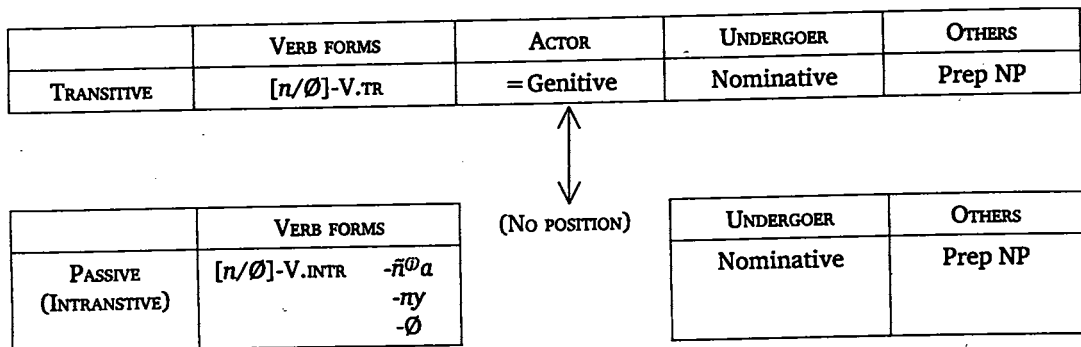 VERB FORMS ACTOR UNDERGOER OTHERS
TRANSITIVE [n/Ø]-V.TR =Genitive Nominative Prep NP
VERB FORMS (NO POSITION) UNDERGOER OTHERS
PASSIVE [n/Ø]-V.INTR -ñ⁽ʲ⁾a Nominative Prep NP
(INTRANSTIVE) -ny
-Ø